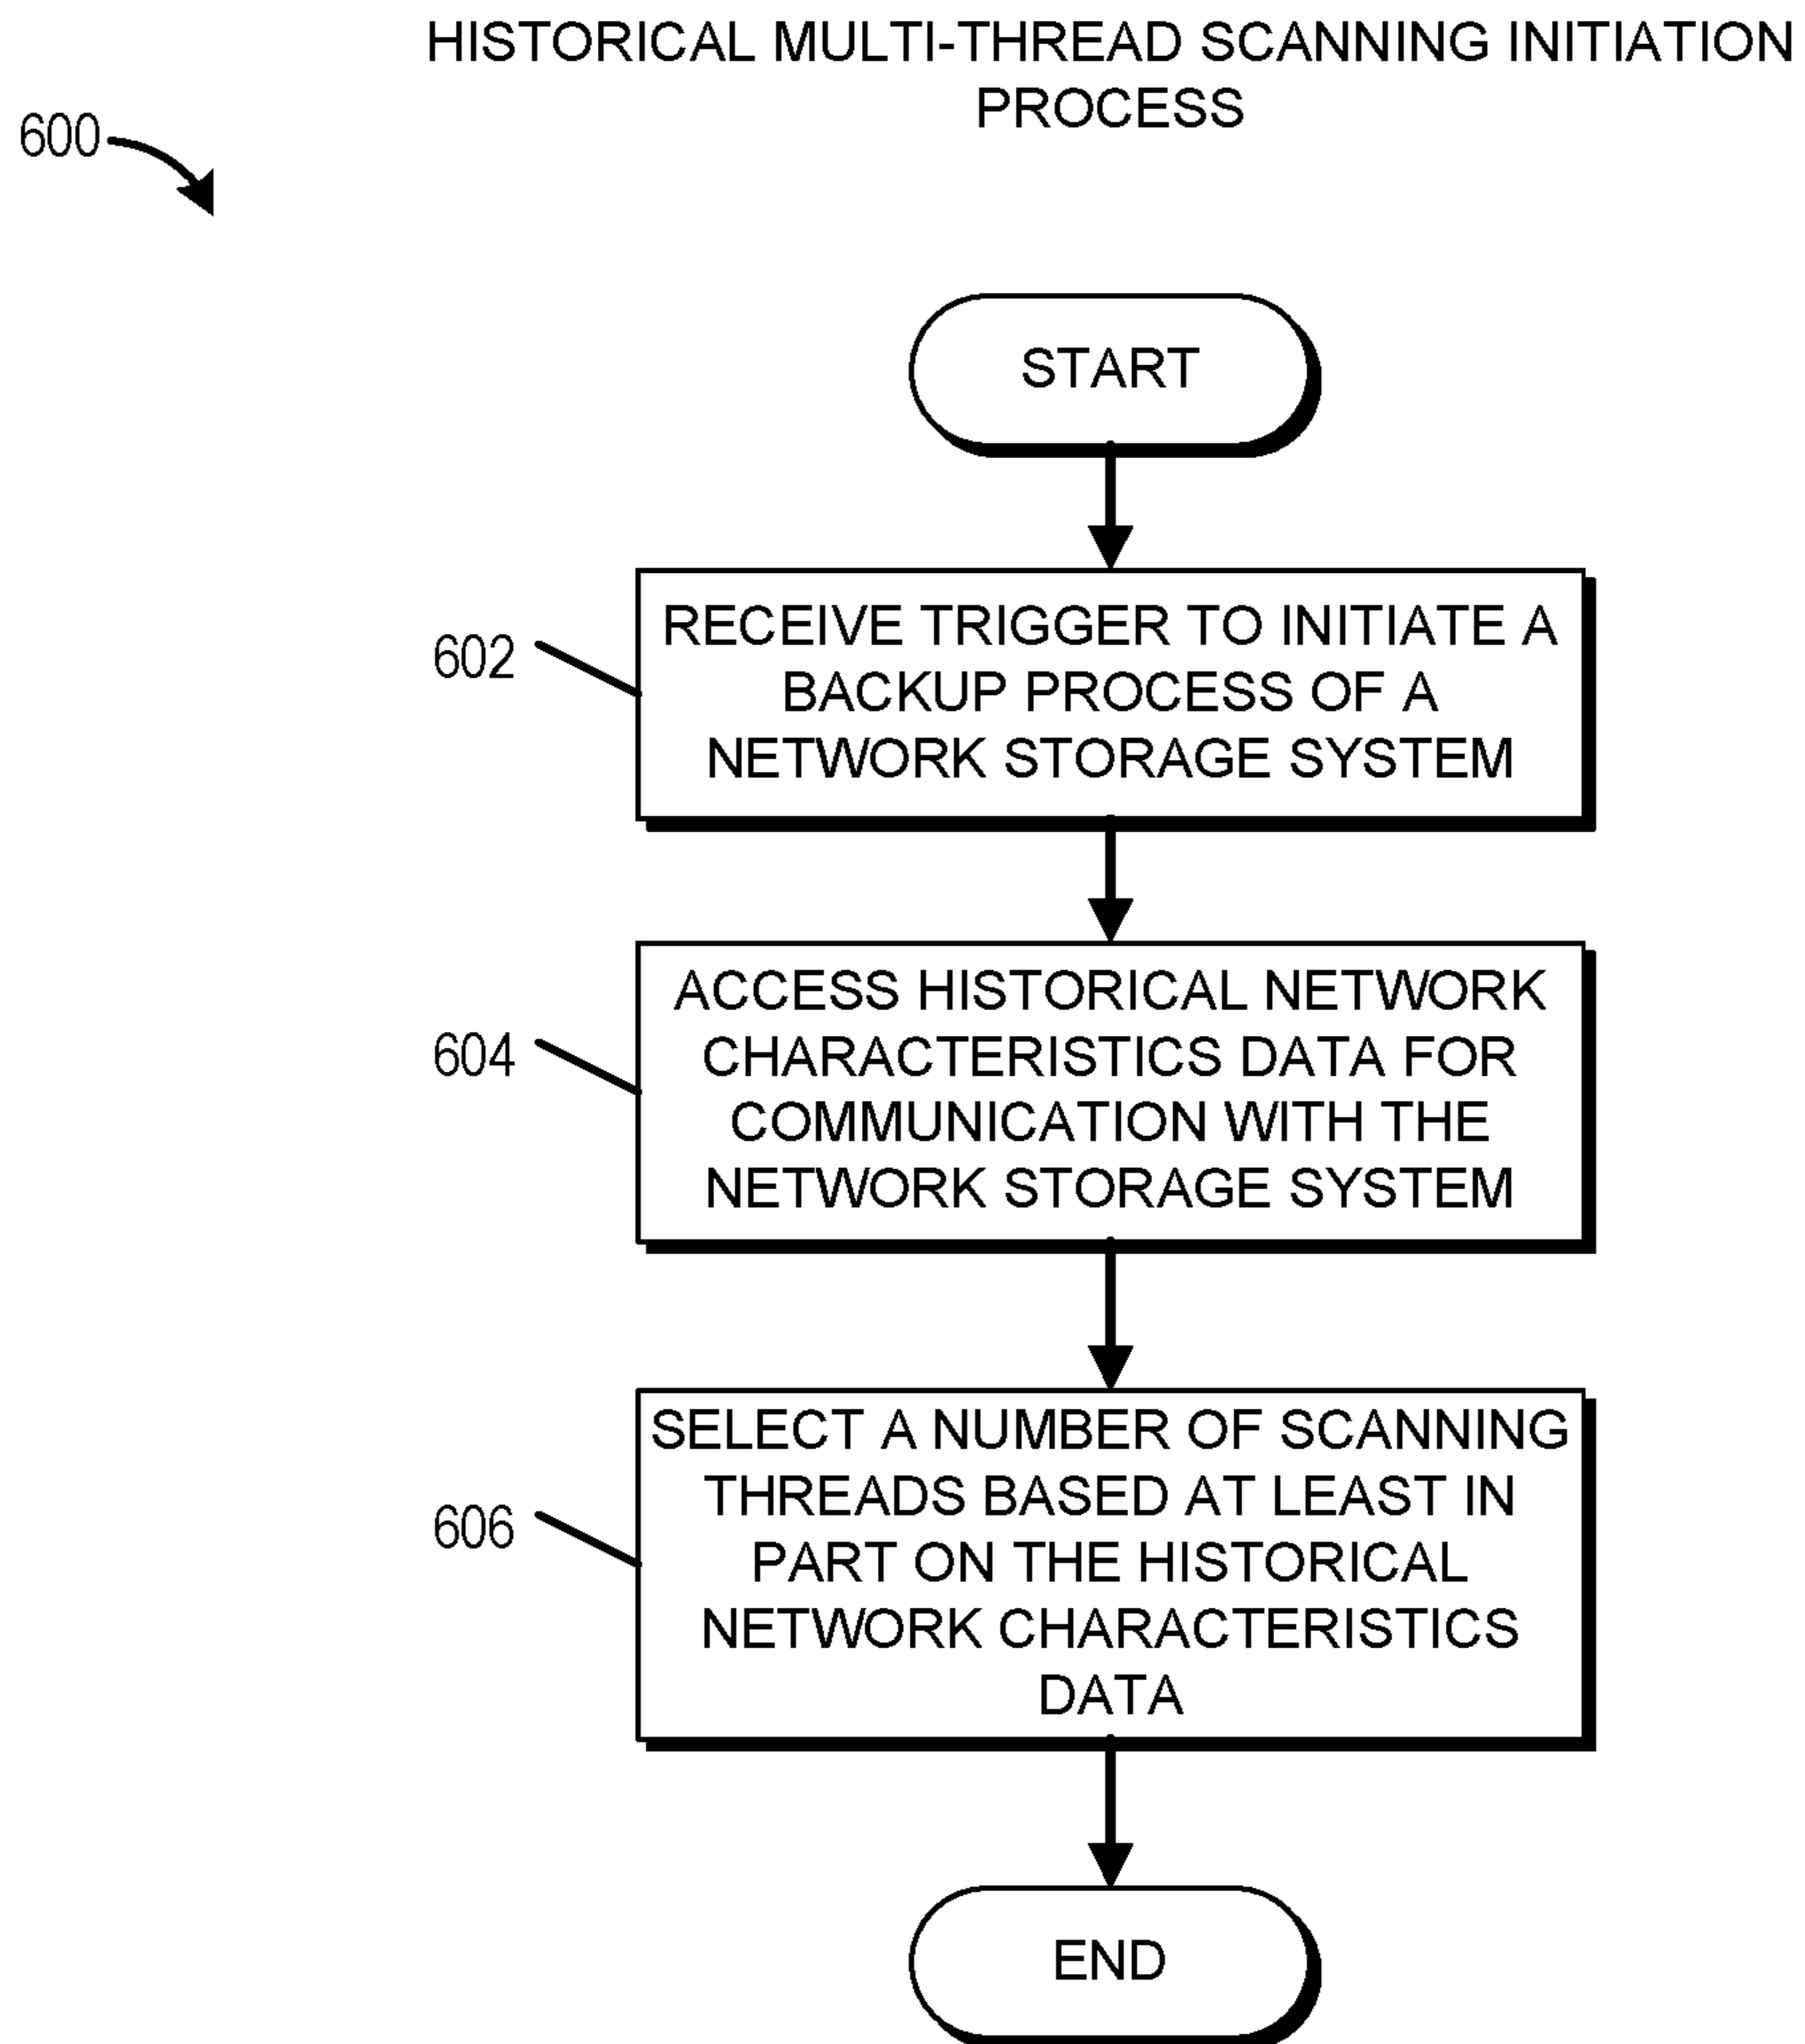 HISTORICAL MULTI-THREAD SCANNING INITIATION
PROCESS
600
START
602
RECEIVE TRIGGER TO INITIATE A
BACKUP PROCESS OF A
NETWORK STORAGE SYSTEM
604
ACCESS HISTORICAL NETWORK
CHARACTERISTICS DATA FOR
COMMUNICATION WITH THE
NETWORK STORAGE SYSTEM
606
SELECT A NUMBER OF SCANNING
THREADS BASED AT LEAST IN
PART ON THE HISTORICAL
NETWORK CHARACTERISTICS
DATA
END